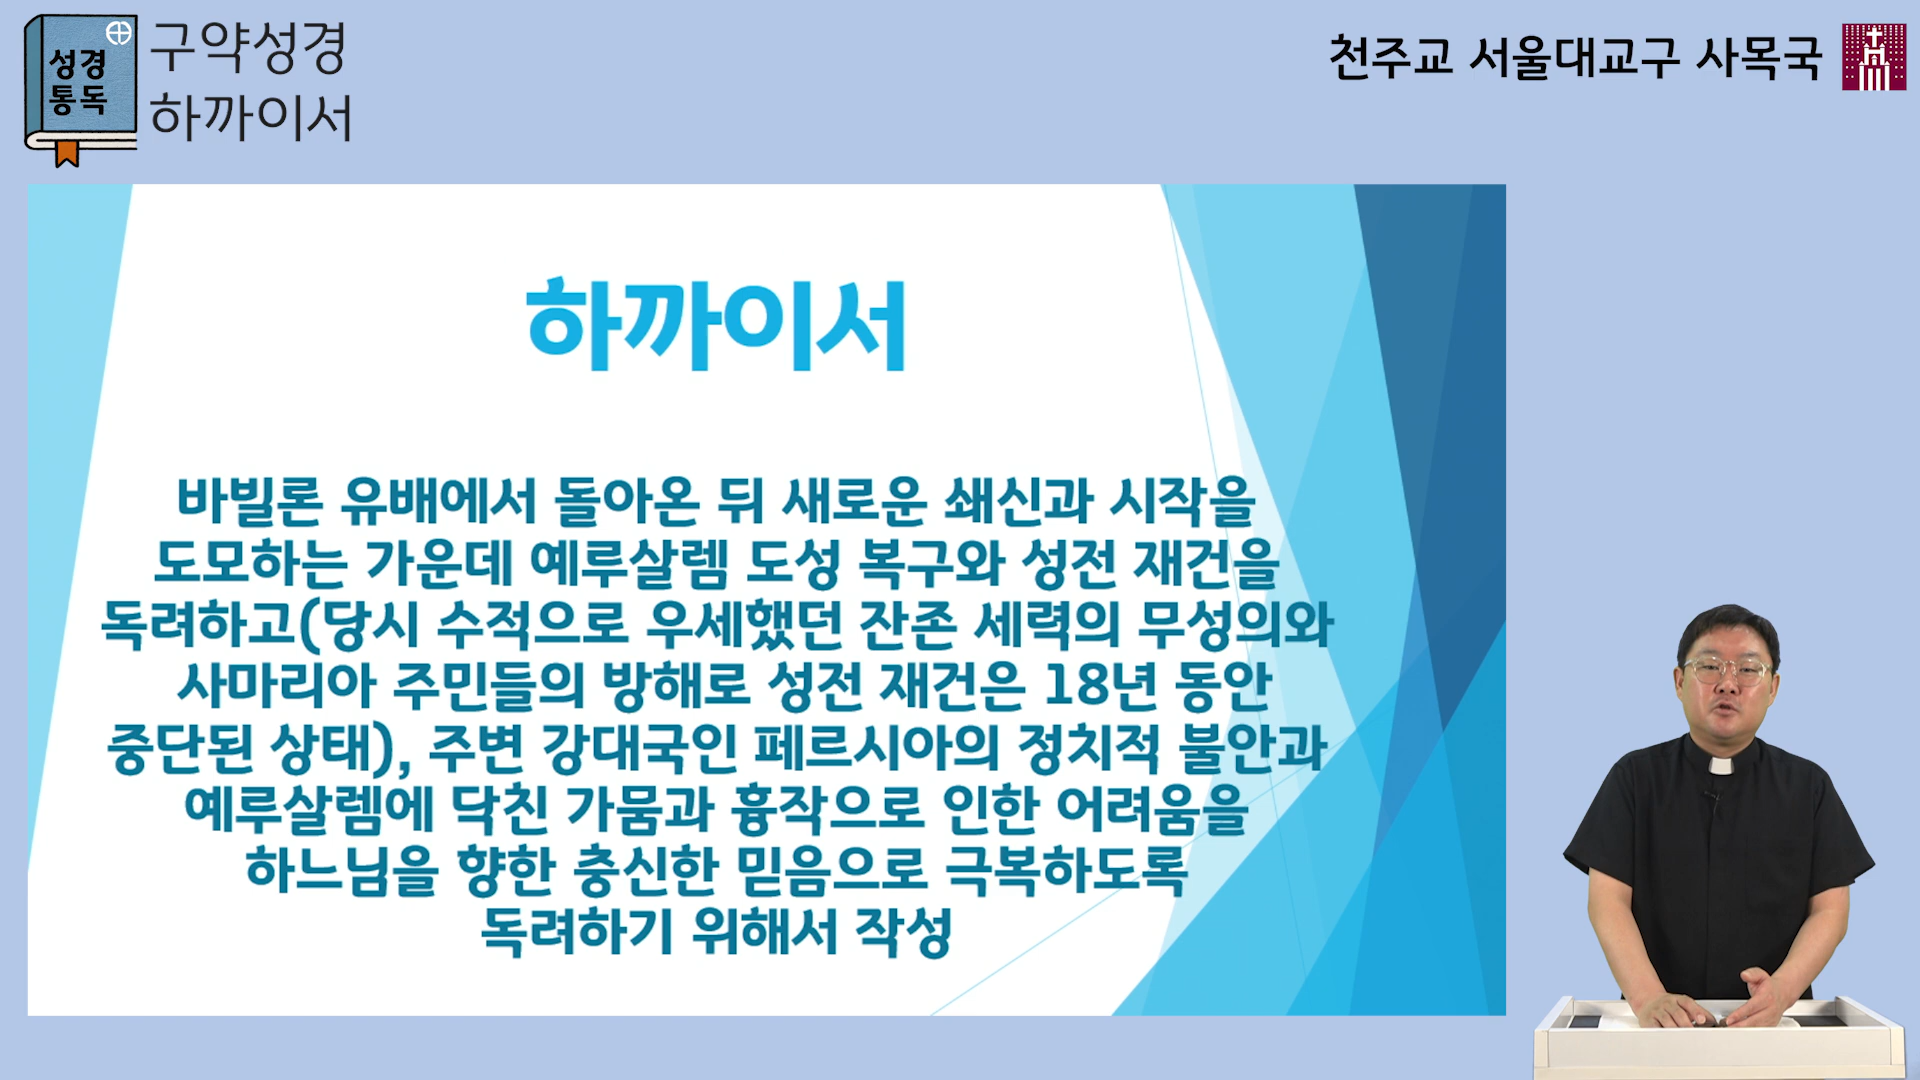 성경
통독
구약성경
하까이서
천주교 서울대교구 사목국
하까이서
바빌론 유배에서 돌아온 뒤 새로운 쇄신과 시작을
도모하는 가운데 예루살렘 도성 복구와 성전 재건을
독려하고(당시 수적으로 우세했던 잔존 세력의 무성의와
사마리아 주민들의 방해로 성전 재건은 18년 동안
중단된 상태), 주변 강대국인 페르시아의 정치적 불안과
예루살렘에 닥친 가뭄과 흉작으로 인한 어려움을
하느님을 향한 충신한 믿음으로 극복하도록
독려하기 위해서 작성